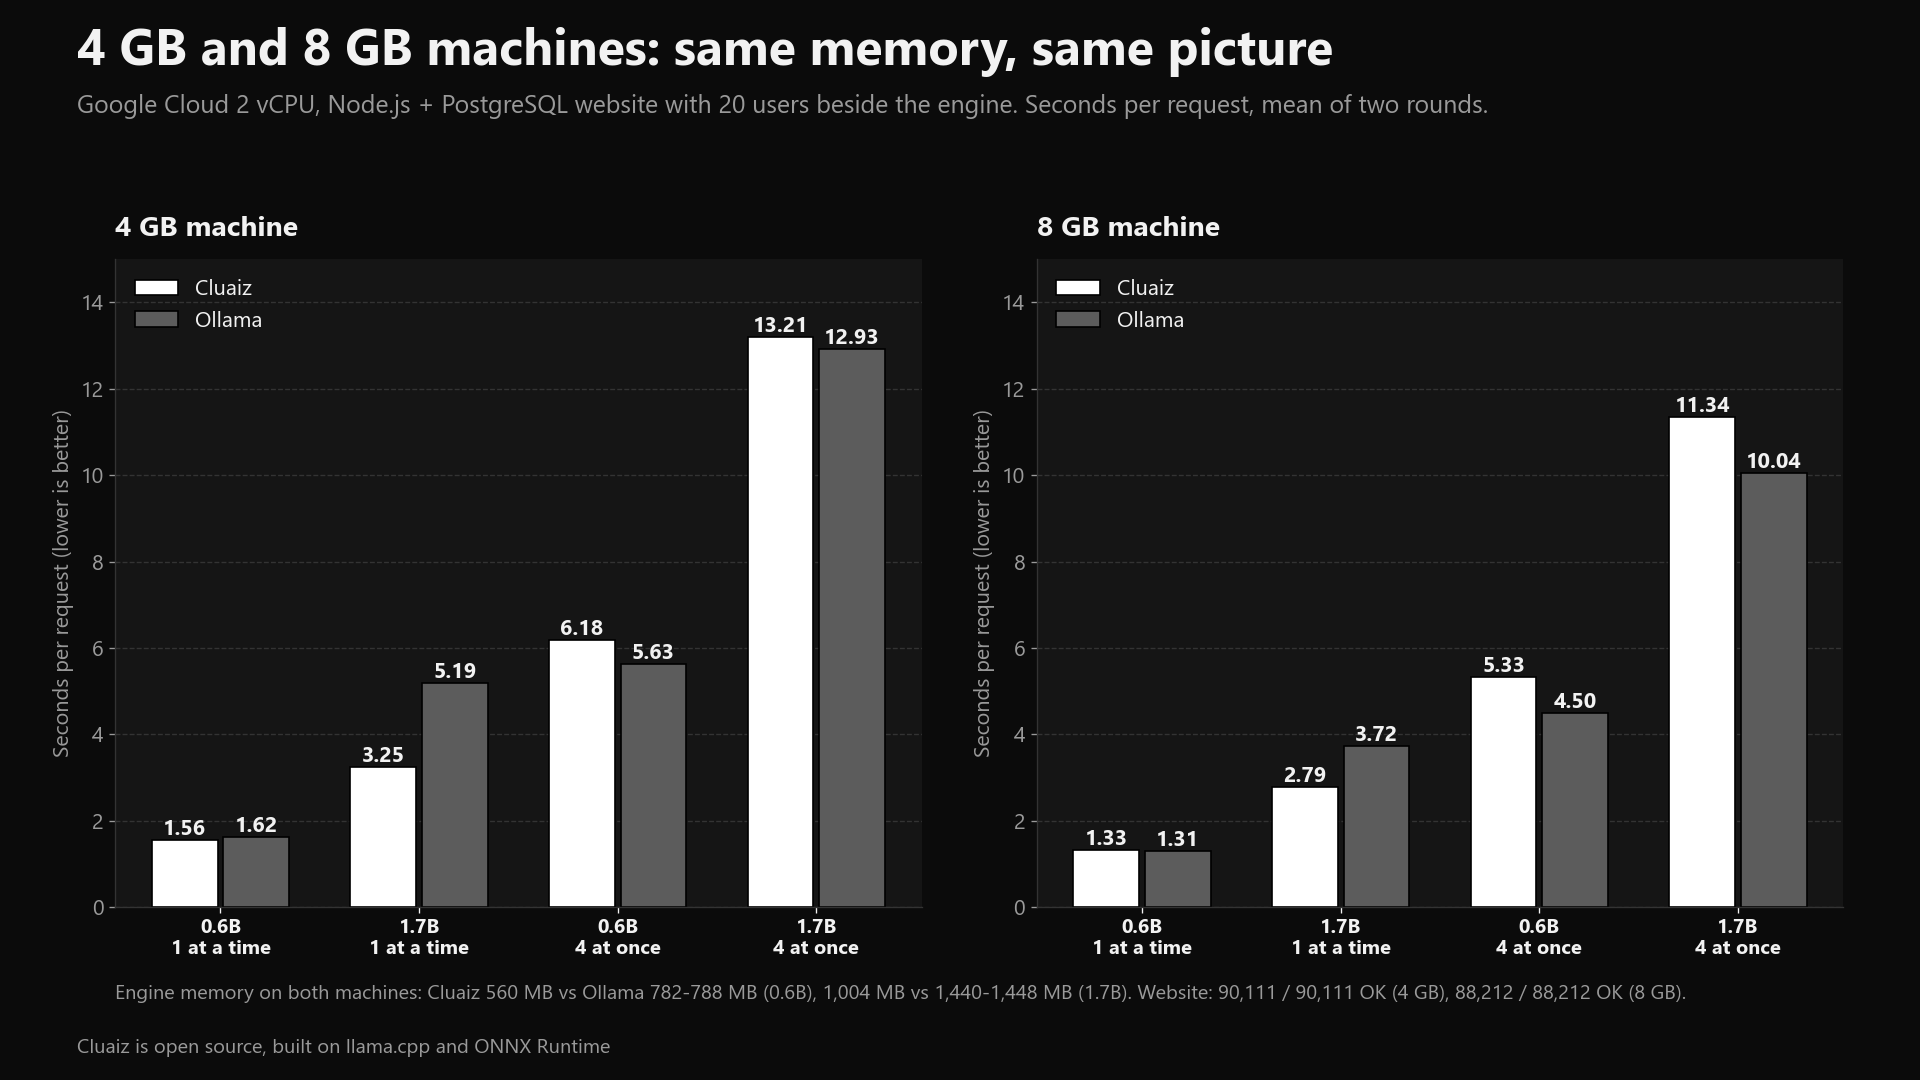 4 GB and 8 GB machines: same memory, same picture
Google Cloud 2 vCPU, Node.js + PostgreSQL website with 20 users beside the engine. Seconds per request, mean of two rounds.
4 GB machine
Cluaiz
Ollama
Seconds per request (lower is better)
14
12
10
8
6
4
2
0
1.56
1.62
3.25
5.19
6.18
5.63
13.21
12.93
0.6B
1 at a time
1.7B
1 at a time
0.6B
4 at once
1.7B
4 at once
8 GB machine
Cluaiz
Ollama
Seconds per request (lower is better)
14
12
10
8
6
4
2
0
1.33
1.31
2.79
3.72
5.33
4.50
11.34
10.04
0.6B
1 at a time
1.7B
1 at a time
0.6B
4 at once
1.7B
4 at once
Engine memory on both machines: Cluaiz 560 MB vs Ollama 782-788 MB (0.6B), 1,004 MB vs 1,440-1,448 MB (1.7B). Website: 90,111 / 90,111 OK (4 GB), 88,212 / 88,212 OK (8 GB).
Cluaiz is open source, built on llama.cpp and ONNX Runtime